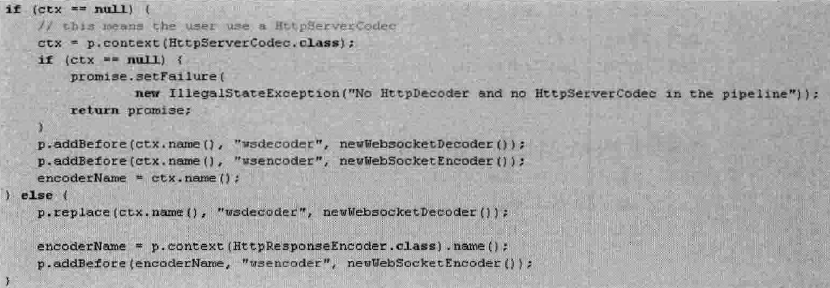 if (ctx == null) {
    // this means the user use a HttpServerCodec
    ctx = p.context(HttpServerCodec.class);
    if (ctx == null) {
        promise.setFailure(
                new IllegalStateException("No HttpDecoder and no HttpServerCodec in the pipeline"));
        return promise;
    }
    p.addBefore(ctx.name(), "wsdecoder", newWebsocketDecoder());
    p.addBefore(ctx.name(), "wsencoder", newWebSocketEncoder());
    encoderName = ctx.name();
} else {
    p.replace(ctx.name(), "wsdecoder", newWebsocketDecoder());
    encoderName = p.context(HttpResponseEncoder.class).name();
    p.addBefore(encoderName, "wsencoder", newWebSocketEncoder());
}